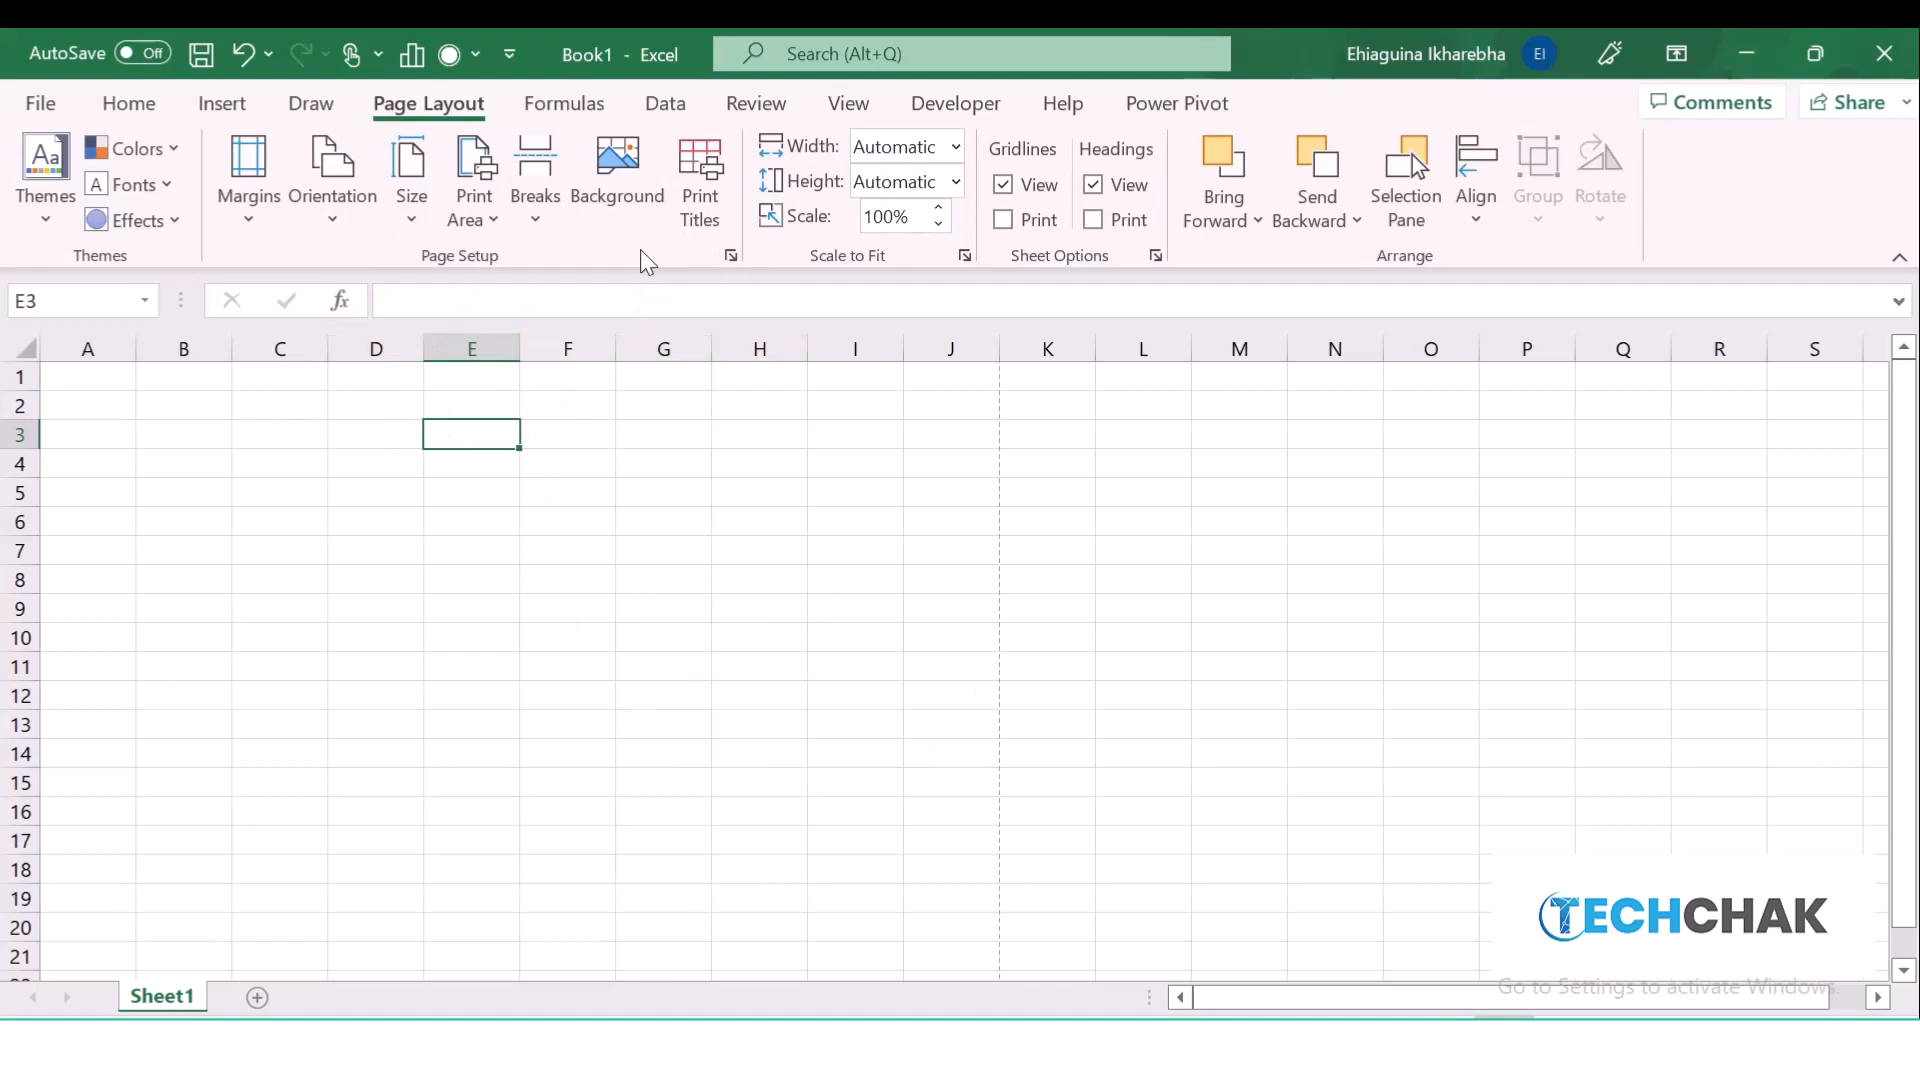 AutoSave Off Book1 - Excel Search (Alt+Q) Ehiaguina Ikharebha EI
File Home Insert Draw Page Layout Formulas Data Review View Developer Help Power Pivot Comments Share
Themes
Colors
Fonts
Effects
Themes
Margins
Orientation
Size
Print
Area
Breaks
Background
Print
Titles
Page Setup
Width: Automatic
Height: Automatic
Scale: 100%
Scale to Fit
Gridlines
View
Print
Headings
View
Print
Sheet Options
Bring
Forward
Send
Backward
Selection
Pane
Align
Group
Rotate
Arrange
E3 fx
A B C D E F G H I J K L M N O P Q R S
1
2
3
4
5
6
7
8
9
10
11
12
13
14
15
16
17
18
19
20
21
TECHCHAK
Go to Settings to activate Windows.
Sheet1